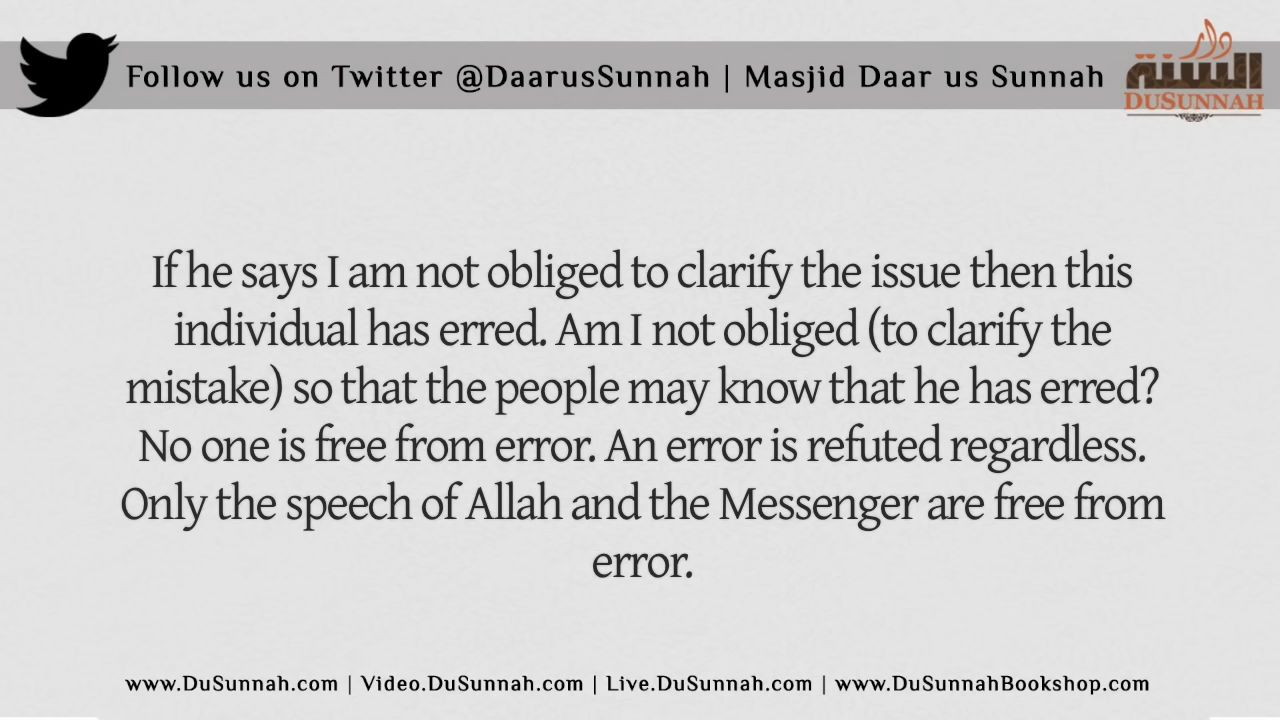 Follow us on Twitter @DaarusSunnah | Masjid Daar us Sunnah
دار
السنة
DUSUNNAH
If he says I am not obliged to clarify the issue then this
individual has erred. Am I not obliged (to clarify the
mistake) so that the people may know that he has erred?
No one is free from error. An error is refuted regardless.
Only the speech of Allah and the Messenger are free from
error.
www.DuSunnah.com | Video.DuSunnah.com | Live.DuSunnah.com | www.DuSunnahBookshop.com